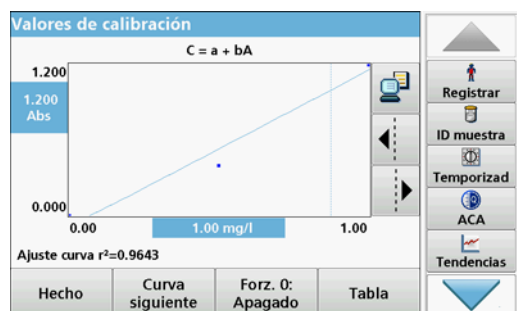 Valores de calibración
C = a + bA
1.200
1.200
Abs
0.000
0.00
1.00 mg/l
1.00
Ajuste curva r²=0.9643
Hecho
Curva
siguiente
Forz. 0:
Apagado
Tabla
Registrar
ID muestra
Temporizad
ACA
Tendencias